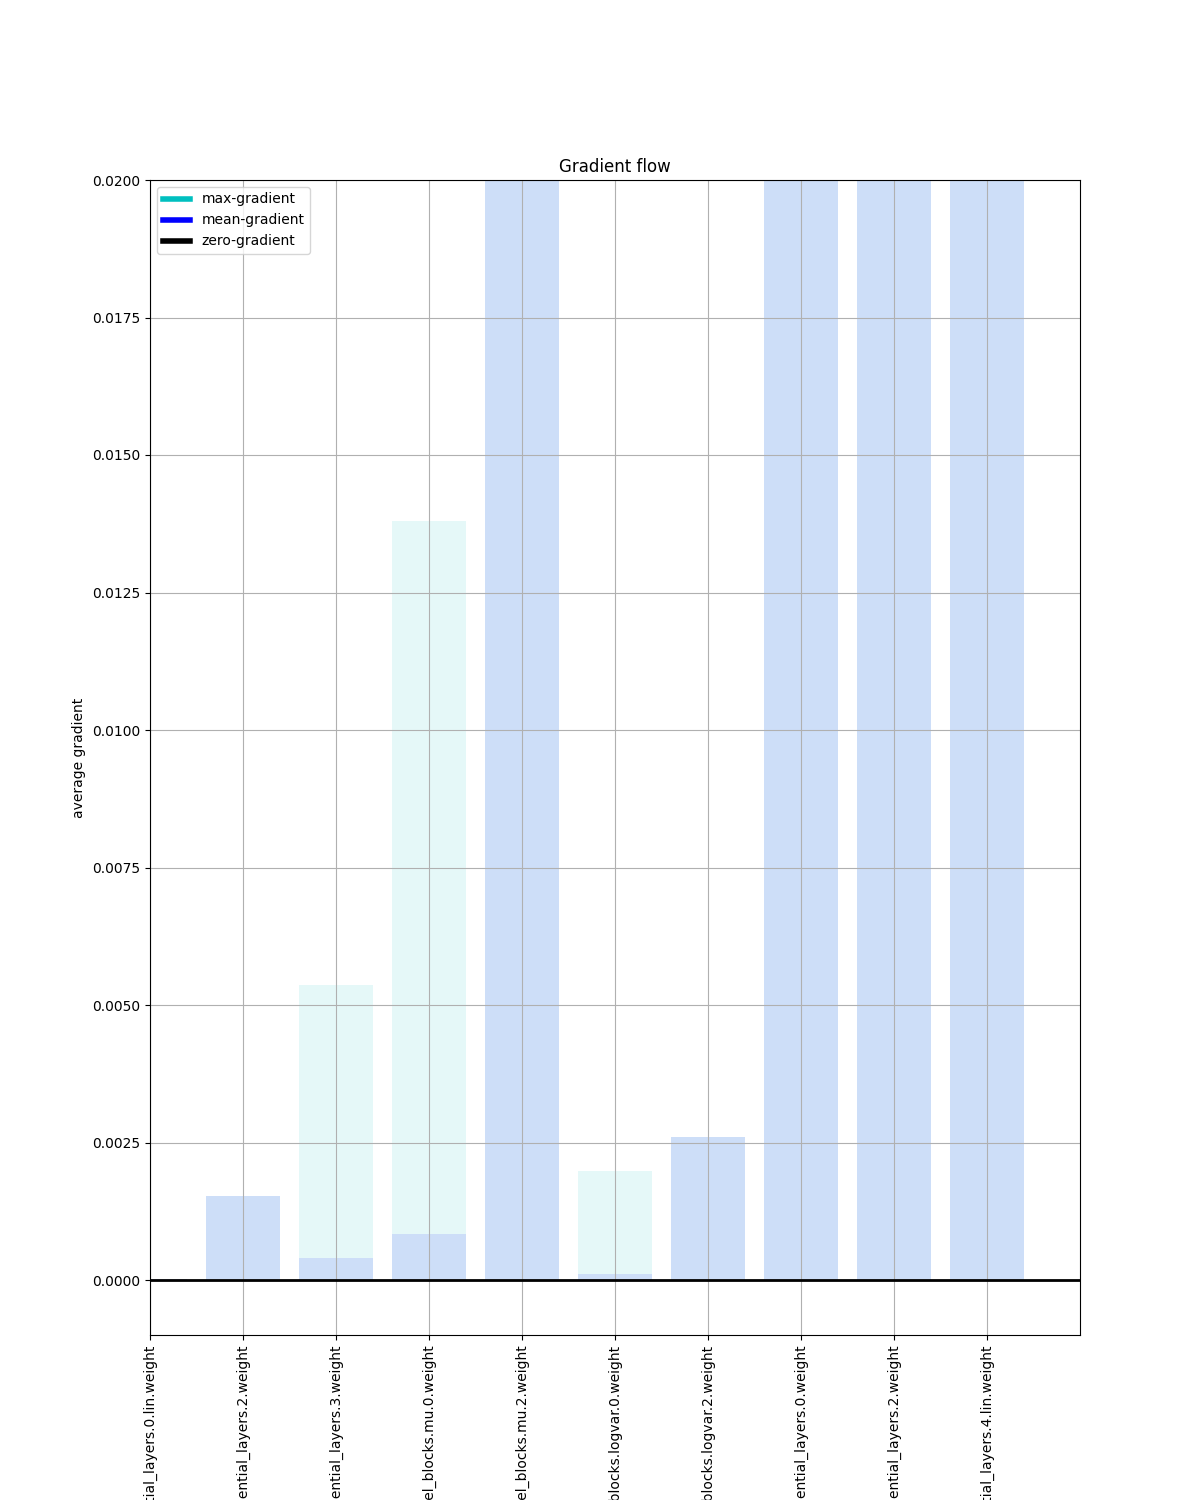 Gradient flow
max-gradient
mean-gradient
zero-gradient
average gradient
0.0200
0.0175
0.0150
0.0125
0.0100
0.0075
0.0050
0.0025
0.0000
tial_layers.0.lin.weight
ential_layers.2.weight
ential_layers.3.weight
el_blocks.mu.0.weight
el_blocks.mu.2.weight
blocks.logvar.0.weight
blocks.logvar.2.weight
ential_layers.0.weight
ential_layers.2.weight
tial_layers.4.lin.weight